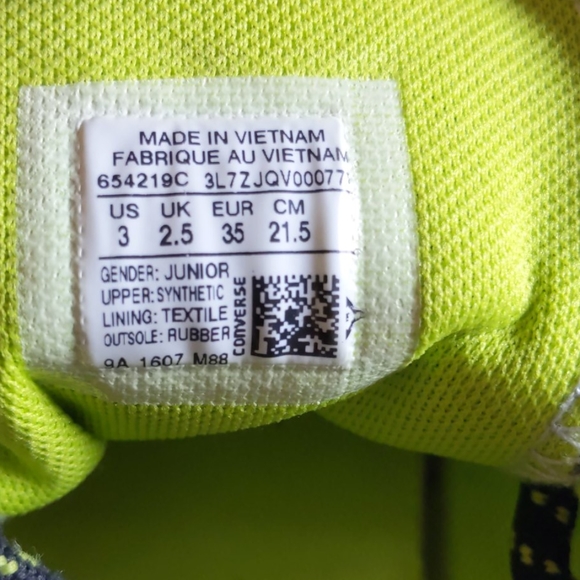 MADE IN VIETNAM
FABRIQUE AU VIETNAM
654219C 3L7ZJQV00077
US UK EUR CM
3 2.5 35 21.5
GENDER: JUNIOR
UPPER: SYNTHETIC
LINING: TEXTILE
OUTSOLE: RUBBER
CONVERSE
9A 1607 M88